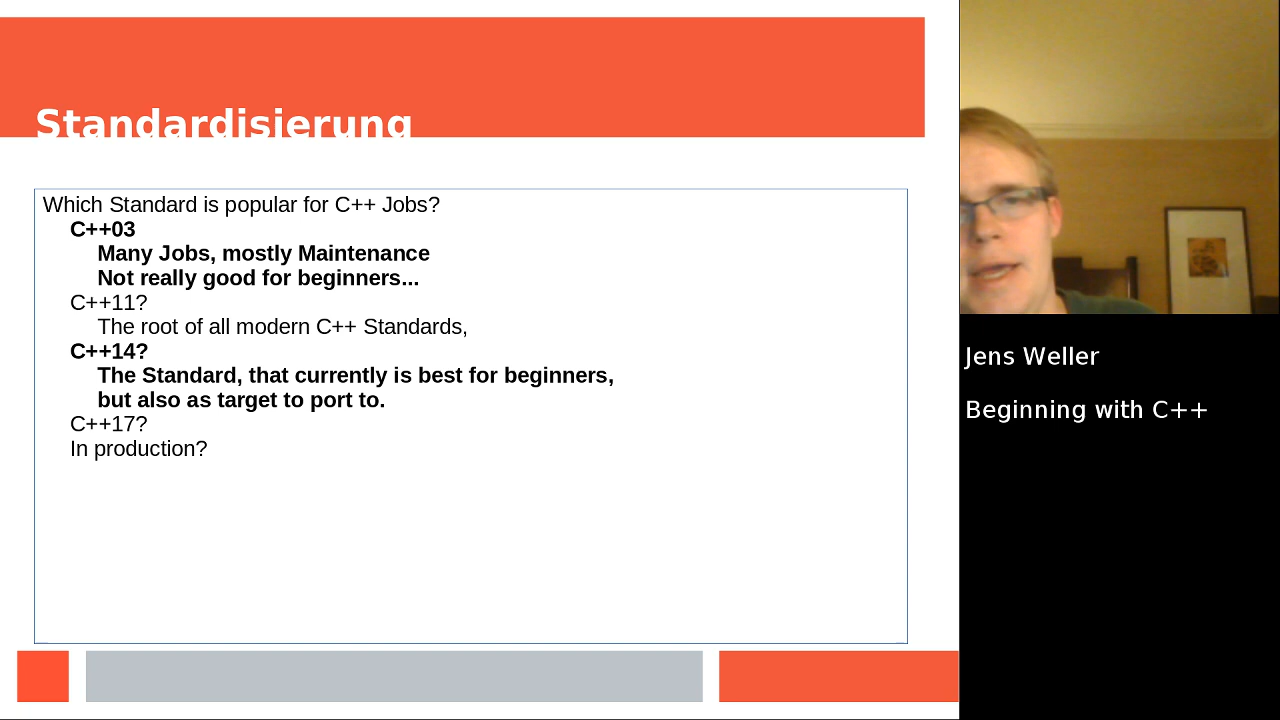 Standardisierung
Which Standard is popular for C++ Jobs?
C++03
Many Jobs, mostly Maintenance
Not really good for beginners...
C++11?
The root of all modern C++ Standards,
C++14?
The Standard, that currently is best for beginners,
but also as target to port to.
C++17?
In production?
Jens Weller
Beginning with C++